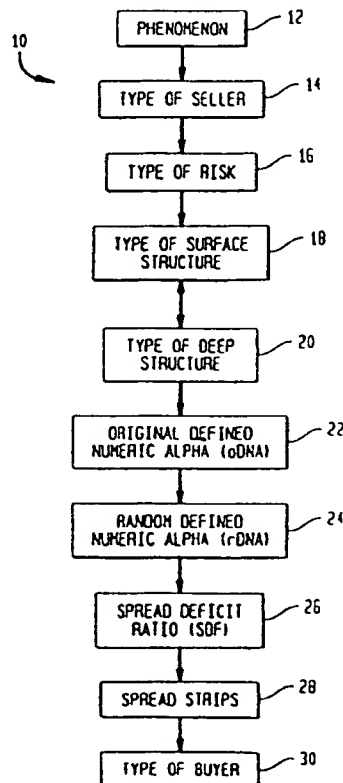 10
PHENOMENON
12
TYPE OF SELLER
14
TYPE OF RISK
16
TYPE OF SURFACE
STRUCTURE
18
TYPE OF DEEP
STRUCTURE
20
ORIGINAL DEFINED
NUMERIC ALPHA (oDNA)
22
RANDOM DEFINED
NUMERIC ALPHA (rDNA)
24
SPREAD DEFICIT
RATIO (SDF)
26
SPREAD STRIPS
28
TYPE OF BUYER
30